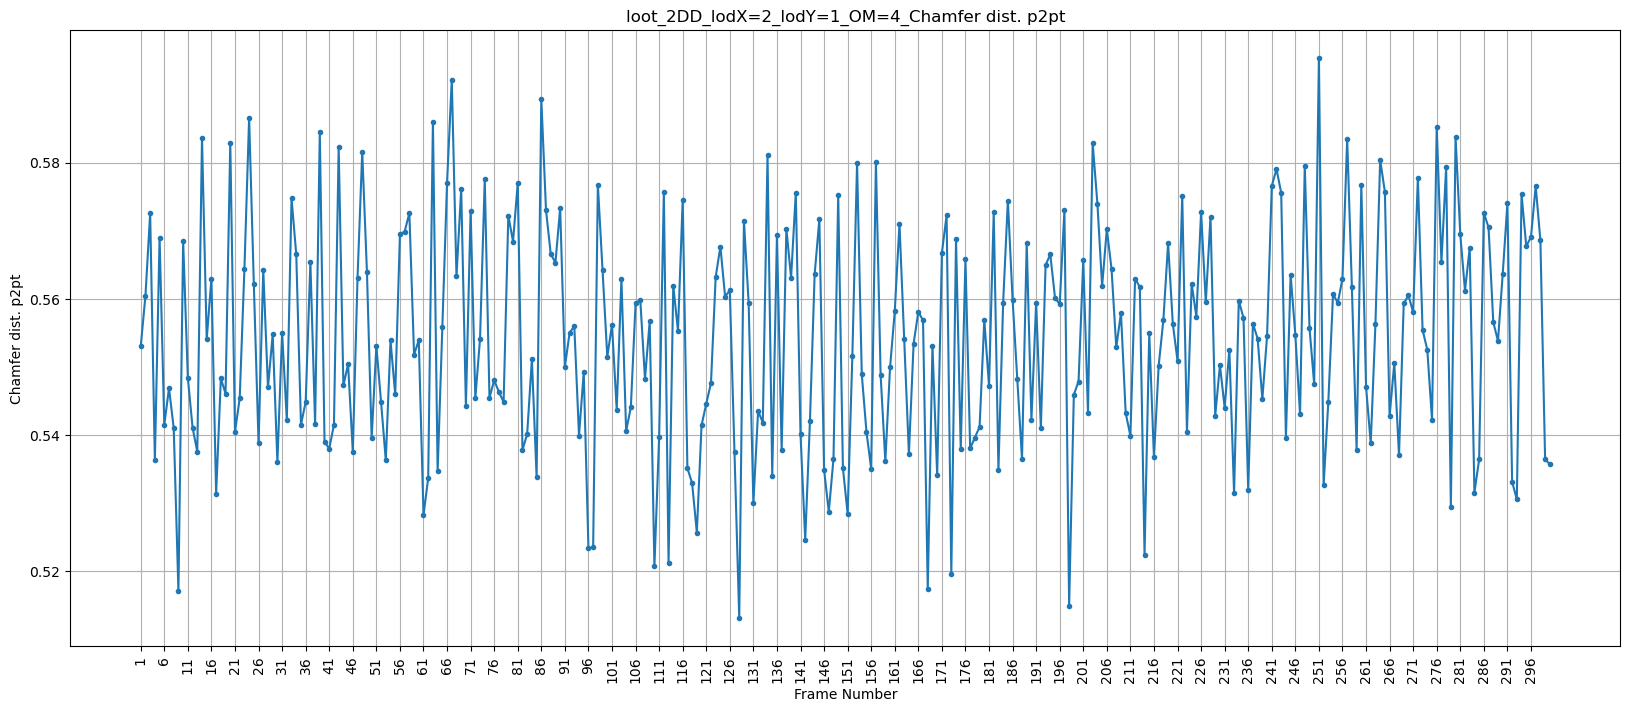 loot_2DD_lodX=2_lodY=1_OM=4_Chamfer dist. p2pt
Chamfer dist. p2pt
0.58
0.56
0.54
0.52
1 6 11 16 21 26 31 36 41 46 51 56 61 66 71 76 81 86 91 96 101 106 111 116 121 126 131 136 141 146 151 156 161 166 171 176 181 186 191 196 201 206 211 216 221 226 231 236 241 246 251 256 261 266 271 276 281 286 291 296
Frame Number